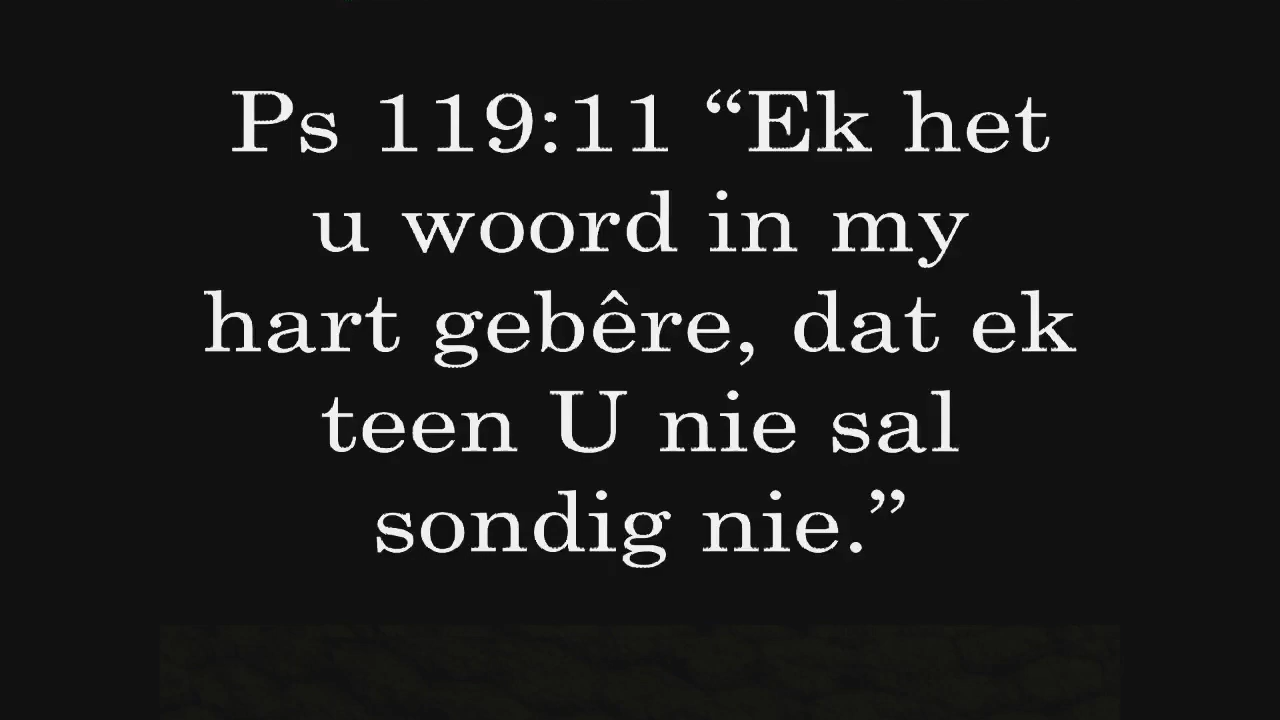 Ps 119:11 “Ek het
u woord in my
hart gebêre, dat ek
teen U nie sal
sondig nie.”